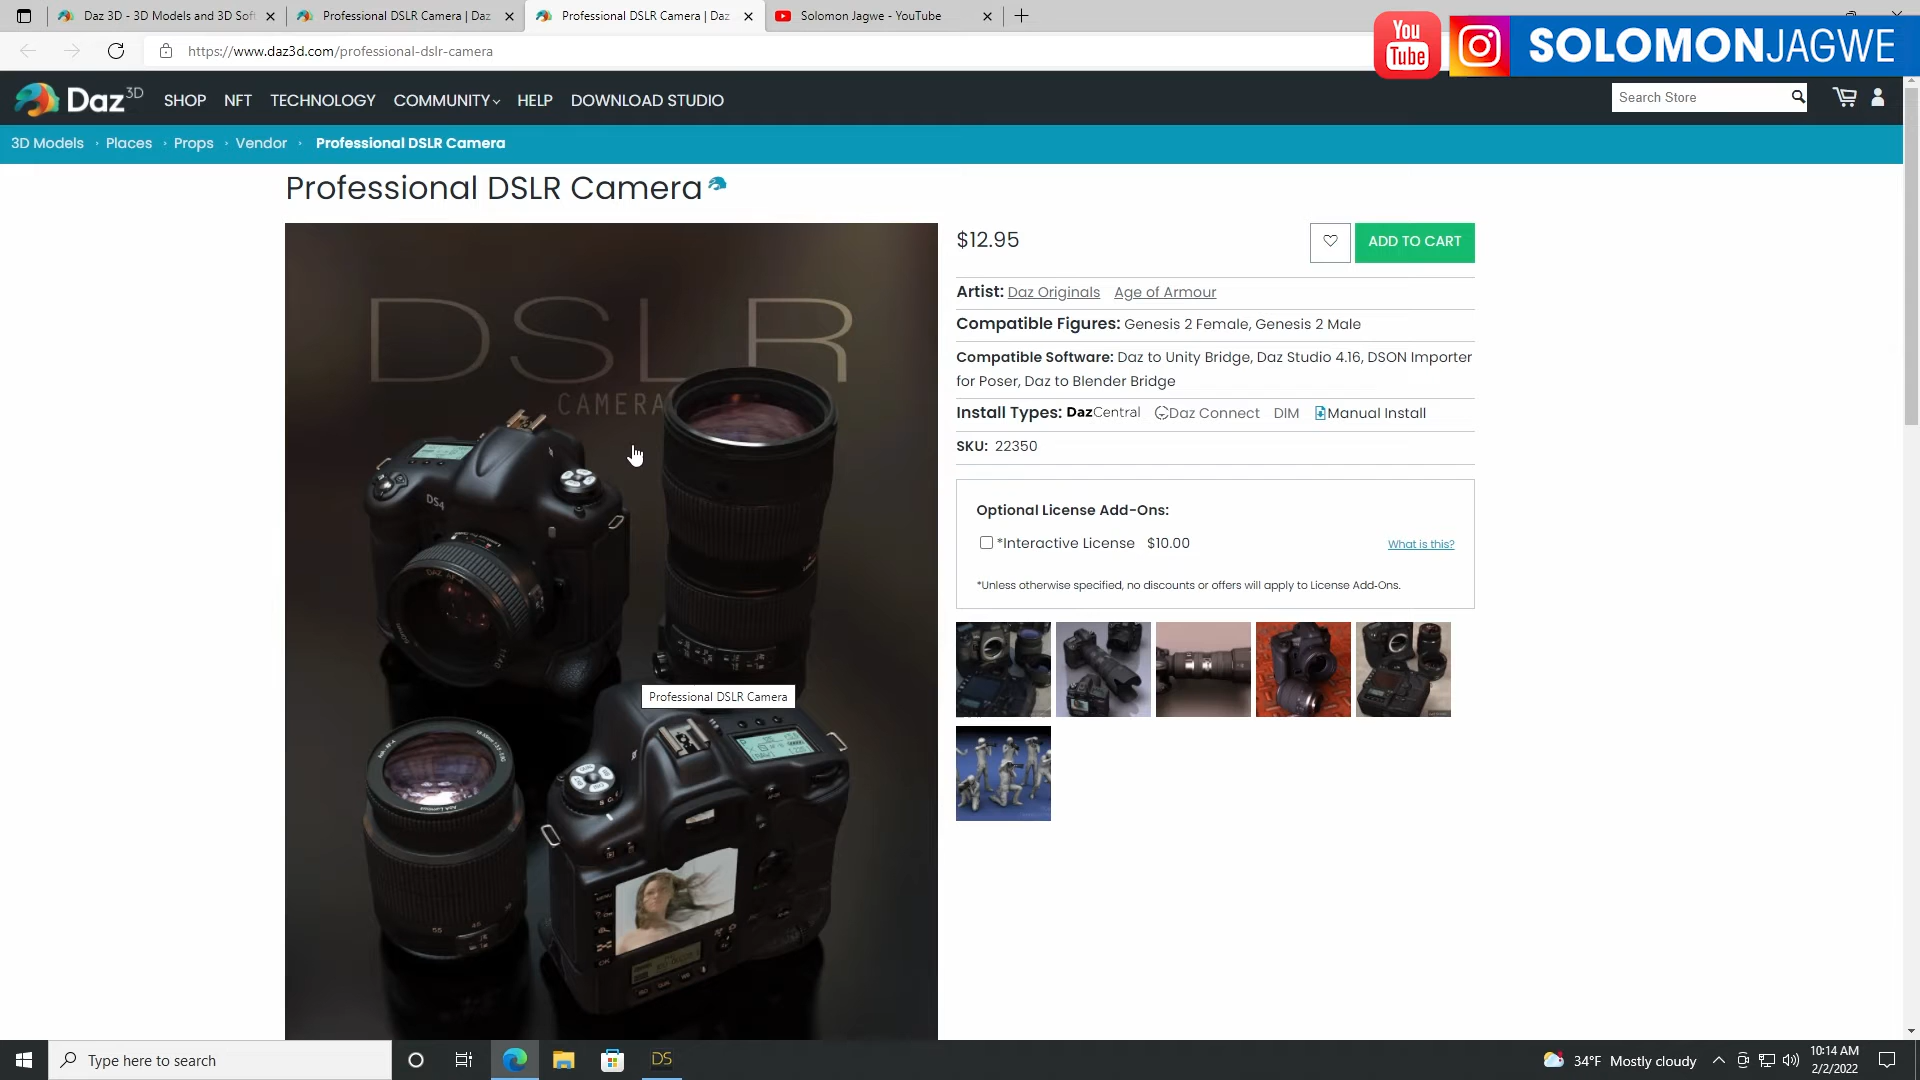 Daz 3D - 3D Models and 3D Soft
Professional DSLR Camera | Daz
Professional DSLR Camera | Daz
Solomon Jagwe - YouTube
https://www.daz3d.com/professional-dslr-camera
You
Tube
SOLOMONJAGWE
Daz3D
SHOP
NFT
TECHNOLOGY
COMMUNITY
HELP
DOWNLOAD STUDIO
Search Store
3D Models
Places
Props
Vendor
Professional DSLR Camera
Professional DSLR Camera
$12.95
ADD TO CART
Artist: Daz Originals Age of Armour
Compatible Figures: Genesis 2 Female, Genesis 2 Male
Compatible Software: Daz to Unity Bridge, Daz Studio 4.16, DSON Importer
for Poser, Daz to Blender Bridge
Install Types: DazCentral Daz Connect DIM Manual Install
SKU: 22350
Optional License Add-Ons:
*Interactive License $10.00
What is this?
*Unless otherwise specified, no discounts or offers will apply to License Add-Ons.
DSLR
CAMERA
DS4
Professional DSLR Camera
OK
Type here to search
DS
34°F Mostly cloudy
10:14 AM
2/2/2022